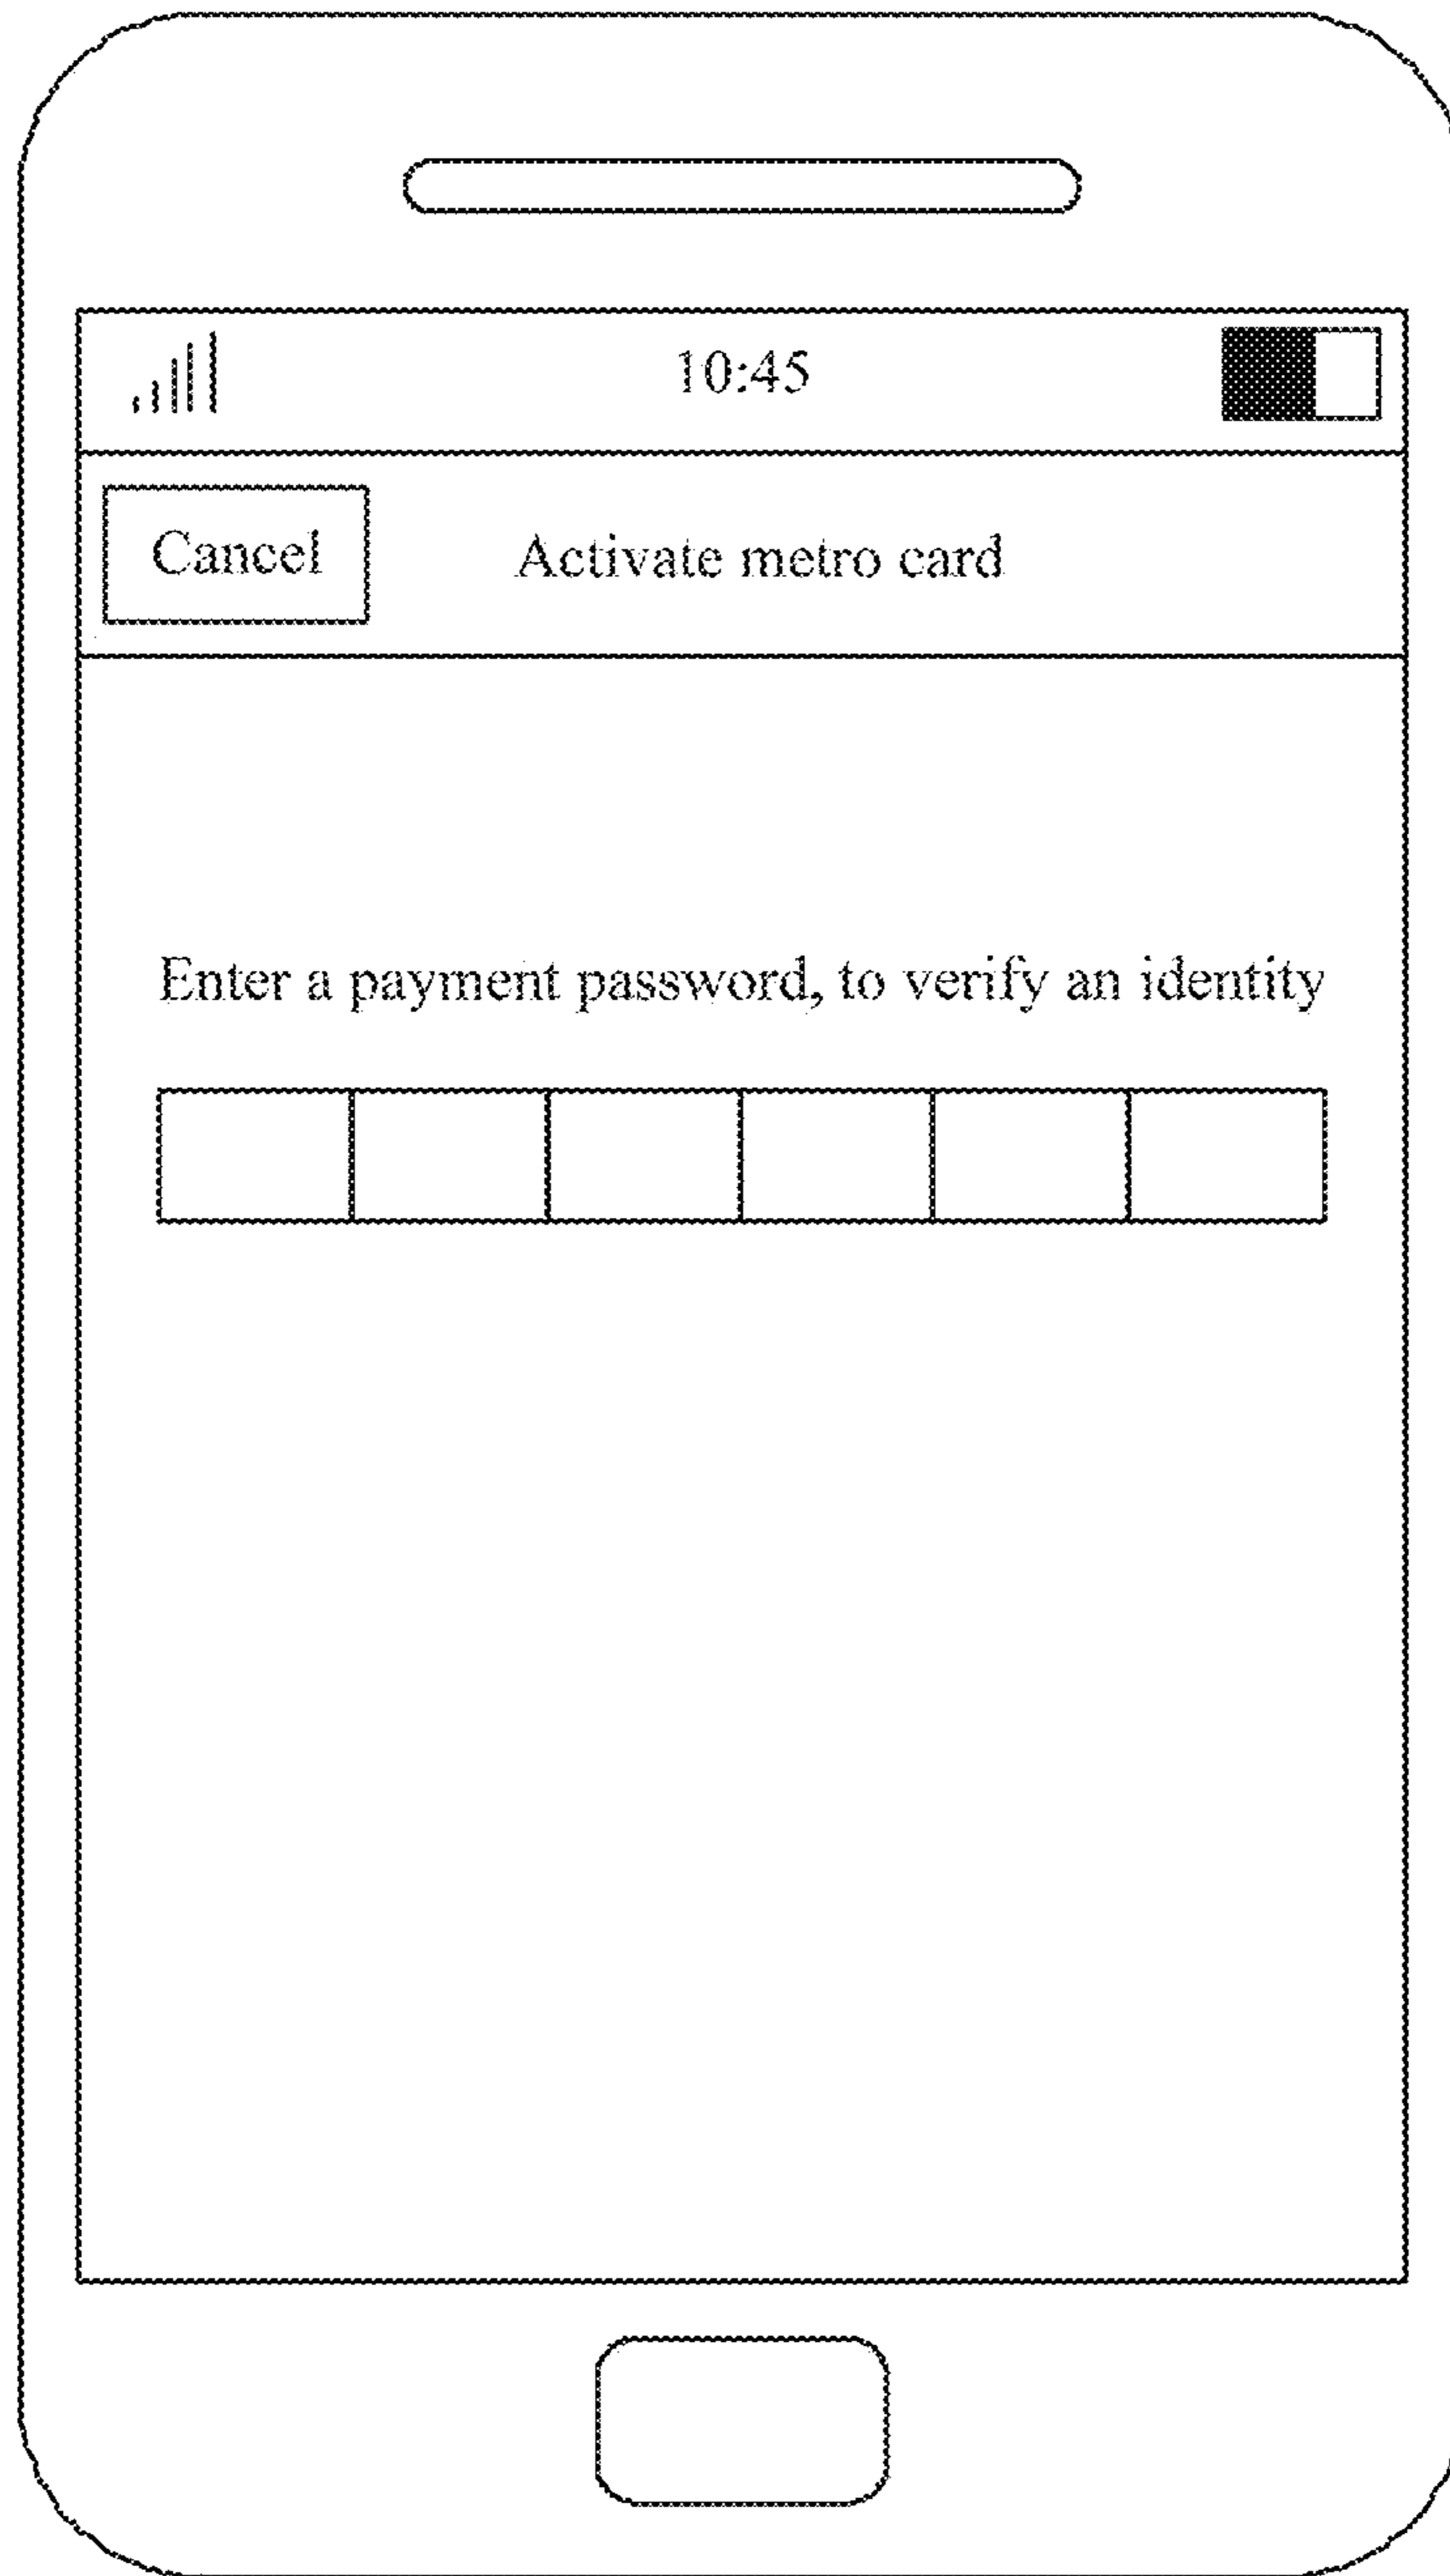 10:45
Cancel Activate metro card
Enter a payment password, to verify an identity